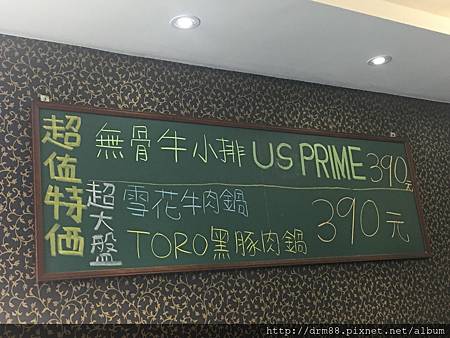 超值特価
無骨牛小排 US PRIME 390元
超大盤
雪花牛肉鍋
TORO黑豚肉鍋
390元
http://drm88.pixnet.net/album